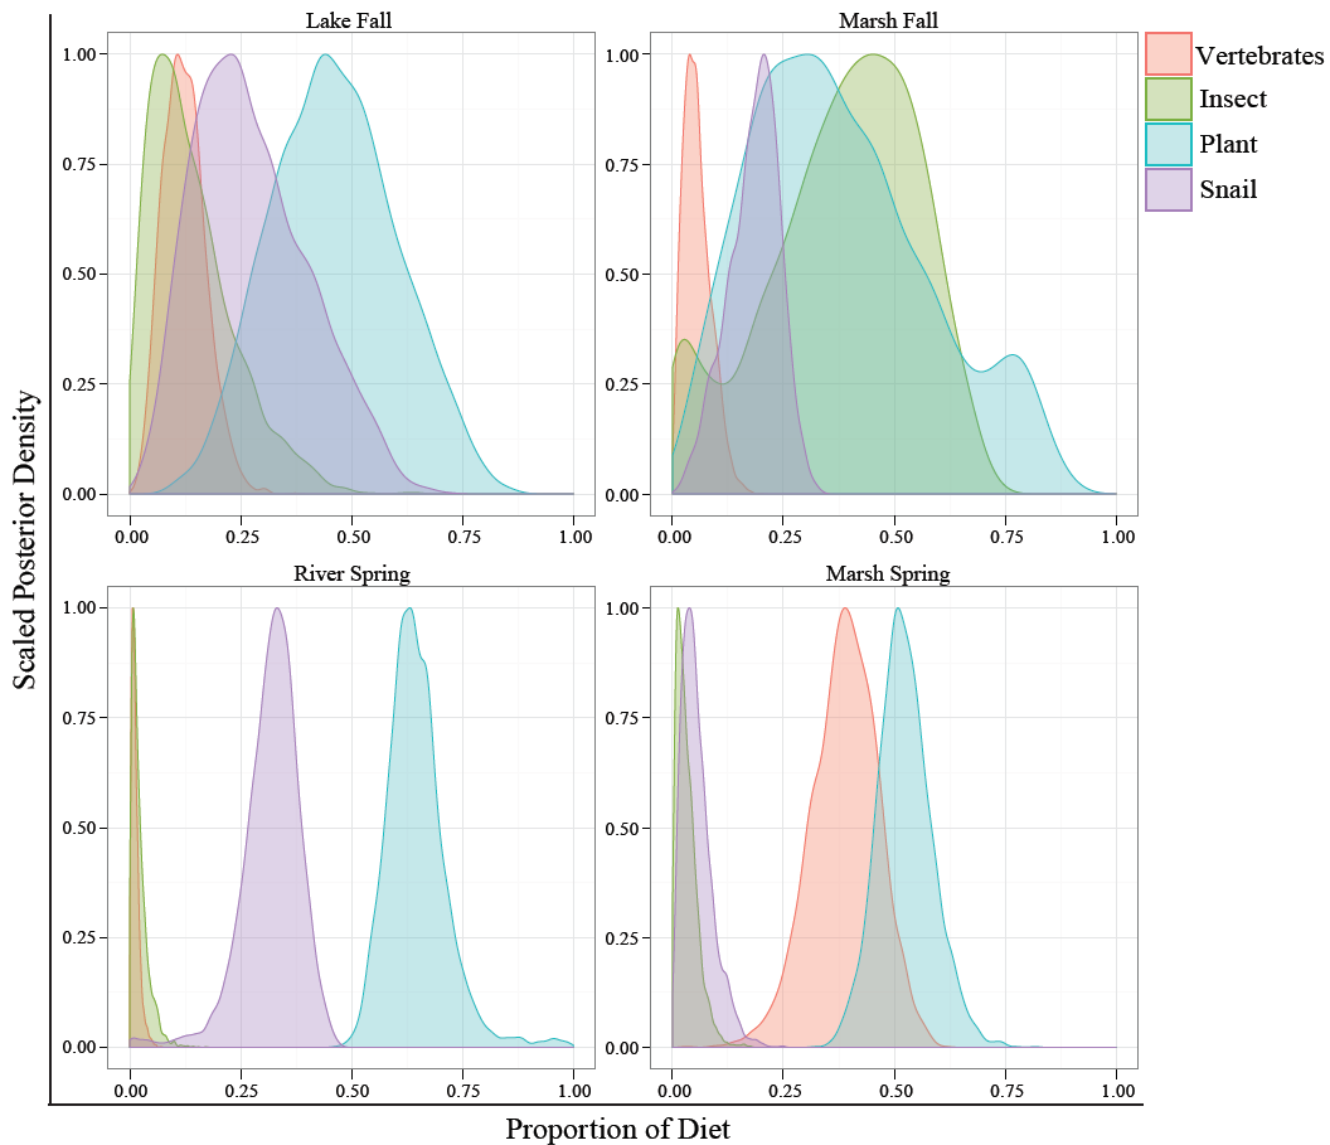 Lake Fall
Marsh Fall
1.00
0.75
0.50
0.25
0.00
0.00 0.25 0.50 0.75 1.00
1.00
0.75
0.50
0.25
0.00
0.00 0.25 0.50 0.75 1.00
Vertebrates
Insect
Plant
Snail
River Spring
Marsh Spring
1.00
0.75
0.50
0.25
0.00
0.00 0.25 0.50 0.75 1.00
1.00
0.75
0.50
0.25
0.00
0.00 0.25 0.50 0.75 1.00
Scaled Posterior Density
Proportion of Diet